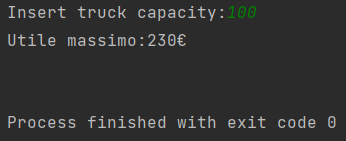 Insert truck capacity:100
Utile massimo:230€
Process finished with exit code 0